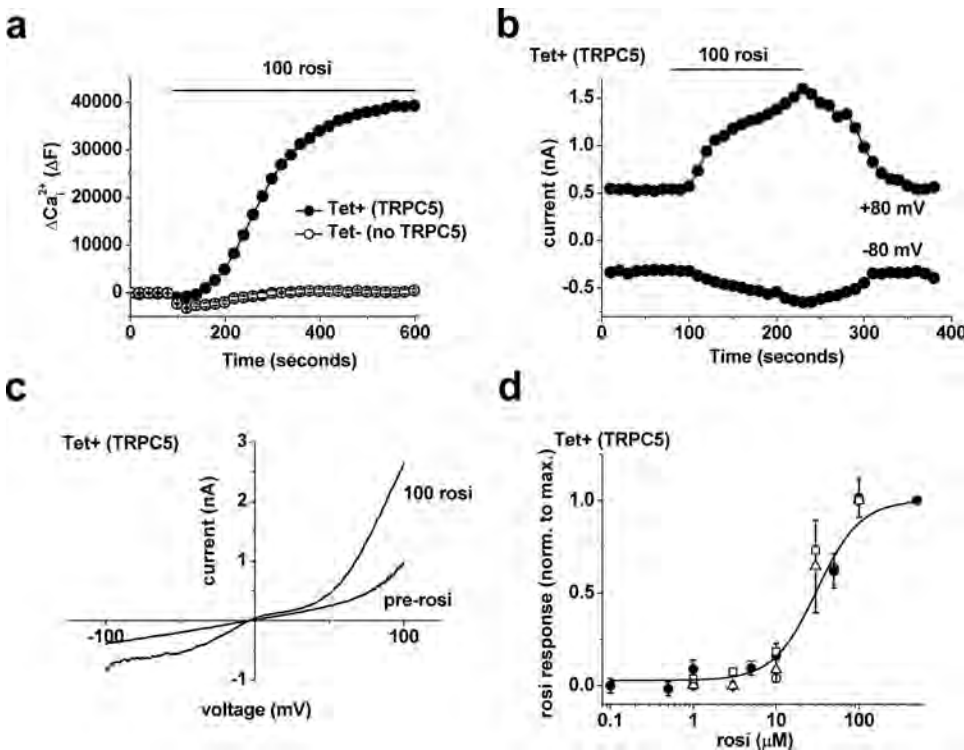 a
100 rosi
40000
30000
20000
10000
0
ΔCa²⁺ᵢ (ΔF)
Tet+ (TRPC5)
Tet- (no TRPC5)
0 200 400 600
Time (seconds)
b
Tet+ (TRPC5)
100 rosi
1.5
1.0
0.5
0.0
-0.5
current (nA)
+80 mV
-80 mV
0 100 200 300 400
Time (seconds)
c
Tet+ (TRPC5)
3
2
1
-1
current (nA)
100 rosi
pre-rosi
-100 100
voltage (mV)
d
Tet+ (TRPC5)
1.0
0.5
0.0
rosi response (norm. to max.)
0.1 1 10 100
rosi (μM)